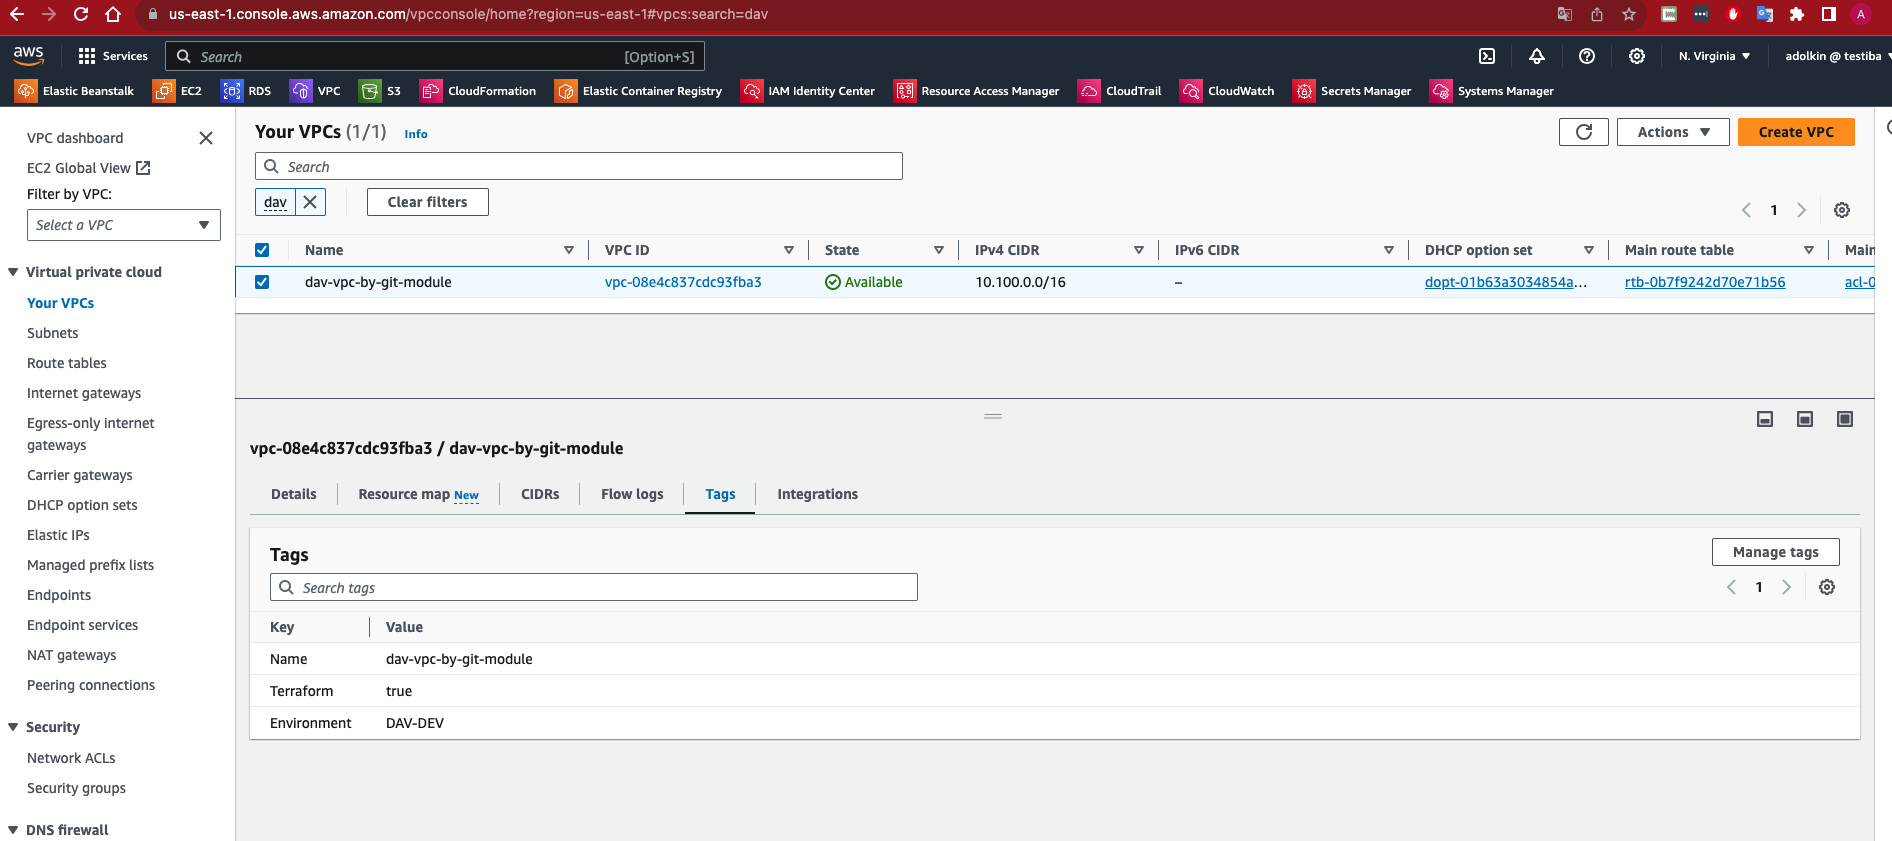 us-east-1.console.aws.amazon.com/vpcconsole/home?region=us-east-1#vpcs:search=dav
A
aws
Services
Search
[Option+S]
N. Virginia
adolkin @ testiba
Elastic Beanstalk
EC2
RDS
VPC
S3
CloudFormation
Elastic Container Registry
IAM Identity Center
Resource Access Manager
CloudTrail
CloudWatch
Secrets Manager
Systems Manager
VPC dashboard
EC2 Global View
Filter by VPC:
Select a VPC
Virtual private cloud
Your VPCs
Subnets
Route tables
Internet gateways
Egress-only internet
gateways
Carrier gateways
DHCP option sets
Elastic IPs
Managed prefix lists
Endpoints
Endpoint services
NAT gateways
Peering connections
Security
Network ACLs
Security groups
DNS firewall
Your VPCs (1/1) Info
Actions
Create VPC
Search
dav
Clear filters
1
Name VPC ID State IPv4 CIDR IPv6 CIDR DHCP option set Main route table Main
dav-vpc-by-git-module vpc-08e4c837cdc93fba3 Available 10.100.0.0/16 – dopt-01b63a3034854a... rtb-0b7f9242d70e71b56 acl-0
vpc-08e4c837cdc93fba3 / dav-vpc-by-git-module
Details Resource map New CIDRs Flow logs Tags Integrations
Tags
Manage tags
Search tags
1
Key Value
Name dav-vpc-by-git-module
Terraform true
Environment DAV-DEV